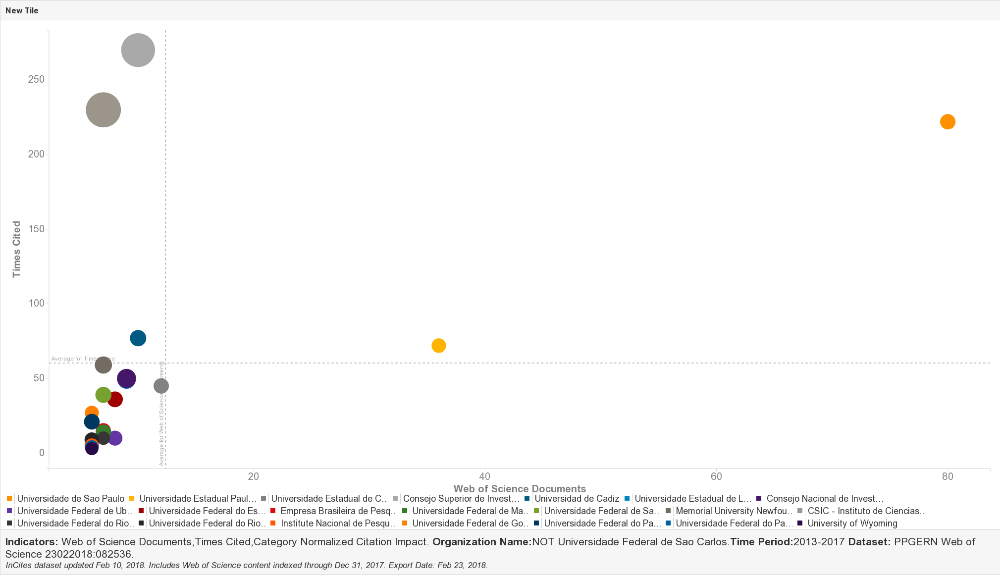 New Tile
250
200
150
100
50
0
Times Cited
Average for Times
Average for Web of Science
20
40
60
80
Web of Science Documents
Universidade de Sao Paulo
Universidade Estadual Paul...
Universidade Estadual de C..
Consejo Superior de Invest...
Universidad de Cadiz
Universidade Estadual de L...
Consejo Nacional de Invest...
Universidade Federal de Ub..
Universidade Federal do Es...
Empresa Brasileira de Pesq..
Universidade Federal de Ma..
Universidade Federal de Sa..
Memorial University Newfou..
CSIC - Instituto de Ciencias..
Universidade Federal do Rio..
Universidade Federal do Rio..
Institute Nacional de Pesqu...
Universidade Federal de Go..
Universidade Federal do Pa...
Universidade Federal do Pa...
University of Wyoming
Indicators: Web of Science Documents,Times Cited,Category Normalized Citation Impact. Organization Name:NOT Universidade Federal de Sao Carlos.Time Period:2013-2017 Dataset: PPGERN Web of
Science 23022018:082536.
InCites dataset updated Feb 10, 2018. Includes Web of Science content indexed through Dec 31, 2017. Export Date: Feb 23, 2018.